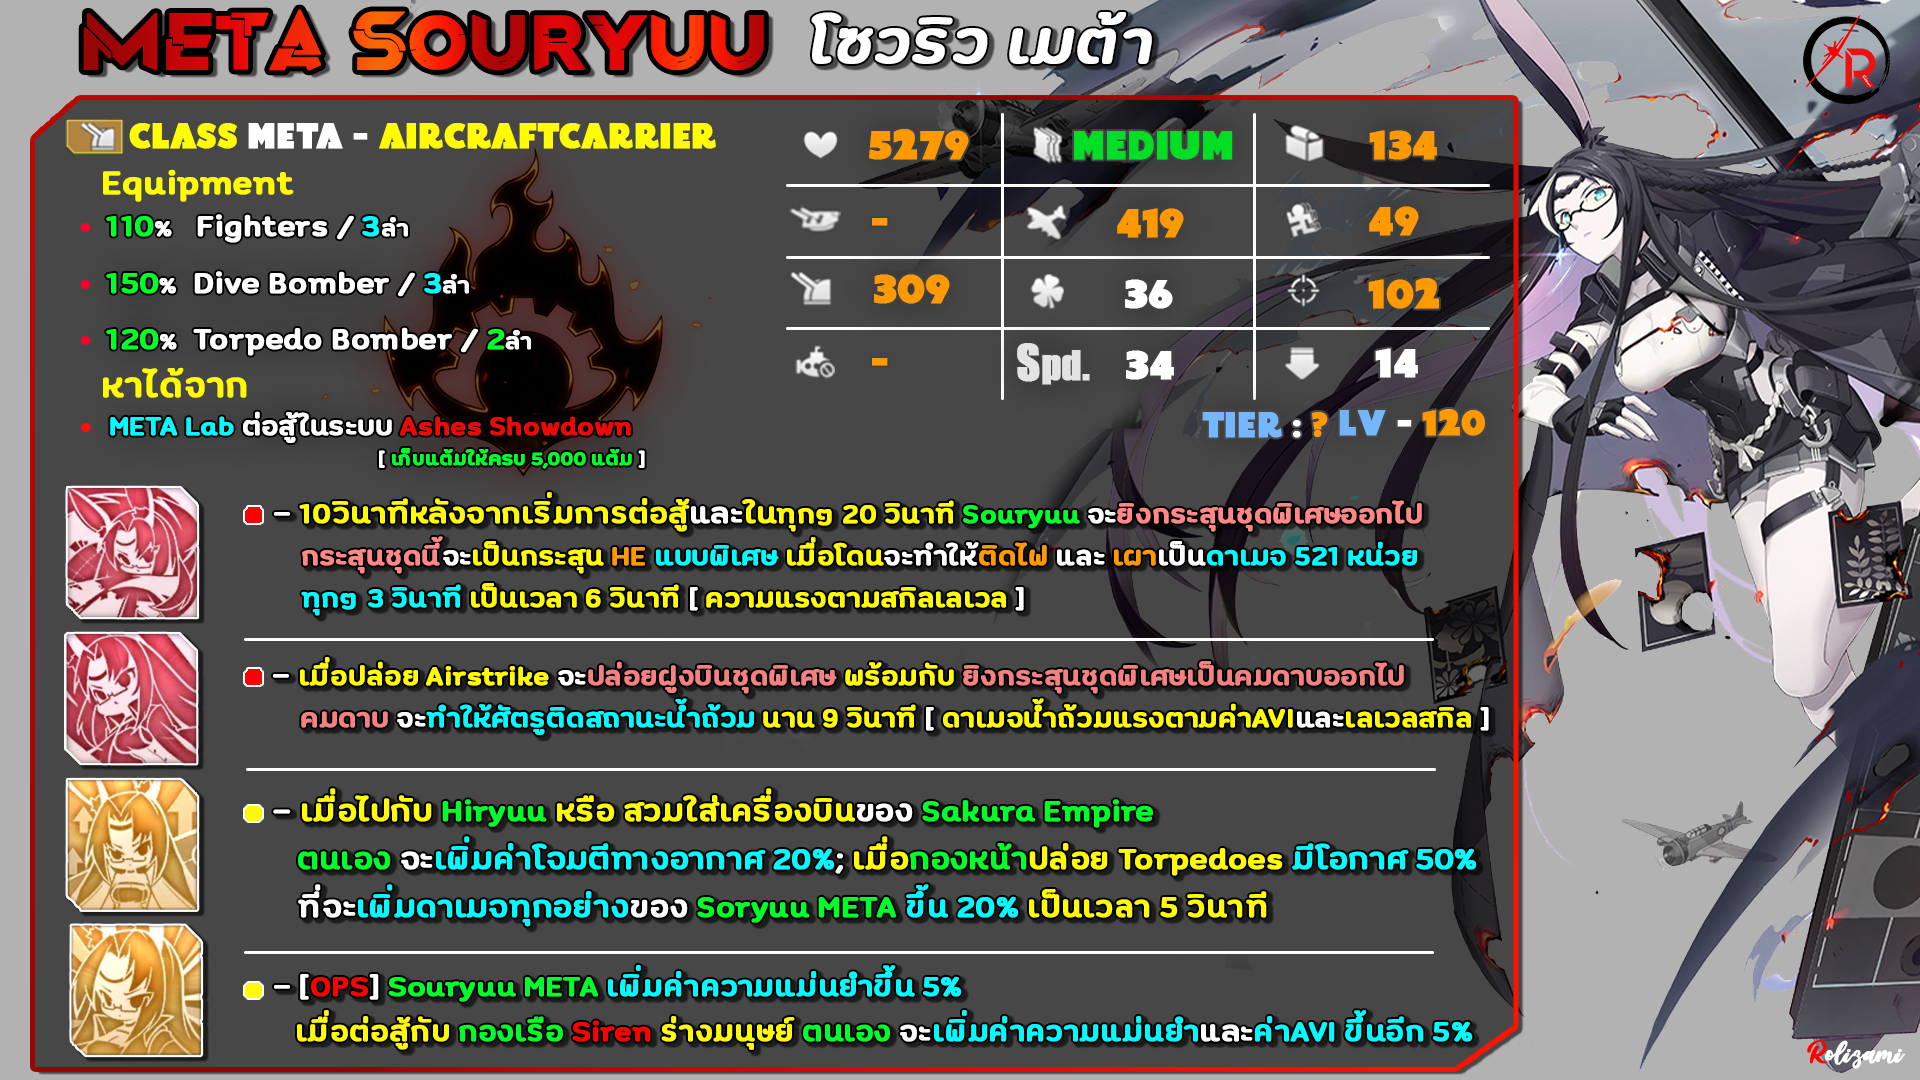 META SOURYUU โซวริว เมต้า
R
CLASS META - AIRCRAFTCARRIER
Equipment
110% Fighters / 3ลำ
150% Dive Bomber / 3ลำ
120% Torpedo Bomber / 2ลำ
หาได้จาก
META Lab ต่อสู้ในระบบ Ashes Showdown
[ เก็บแต้มให้ครบ 5,000 แต้ม ]
5279 MEDIUM 134
- 419 49
309 36 102
- Spd. 34 14
TIER : ? LV - 120
- 10วินาทีหลังจากเริ่มการต่อสู้และในทุกๆ 20 วินาที Souryuu จะยิงกระสุนชุดพิเศษออกไป
กระสุนชุดนี้จะเป็นกระสุน HE แบบพิเศษ เมื่อโดนจะทำให้ติดไฟ และ เผาเป็นดาเมจ 521 หน่วย
ทุกๆ 3 วินาที เป็นเวลา 6 วินาที [ ความแรงตามสกิลเลเวล ]
- เมื่อปล่อย Airstrike จะปล่อยฝูงบินชุดพิเศษ พร้อมกับ ยิงกระสุนชุดพิเศษเป็นคมดาบออกไป
คมดาบ จะทำให้ศัตรูติดสถานะน้ำถ้วม นาน 9 วินาที [ ดาเมจน้ำถ้วมแรงตามค่าAVIและเลเวลสกิล ]
- เมื่อไปกับ Hiryuu หรือ สวมใส่เครื่องบินของ Sakura Empire
ตนเอง จะเพิ่มค่าโจมตีทางอากาศ 20%; เมื่อกองหน้าปล่อย Torpedoes มีโอกาศ 50%
ที่จะเพิ่มดาเมจทุกอย่างของ Soryuu META ขึ้น 20% เป็นเวลา 5 วินาที
- [OPS] Souryuu META เพิ่มค่าความแม่นยำขึ้น 5%
เมื่อต่อสู้กับ กองเรือ Siren ร่างมนุษย์ ตนเอง จะเพิ่มค่าความแม่นยำและค่าAVI ขึ้นอีก 5%
Rolizami